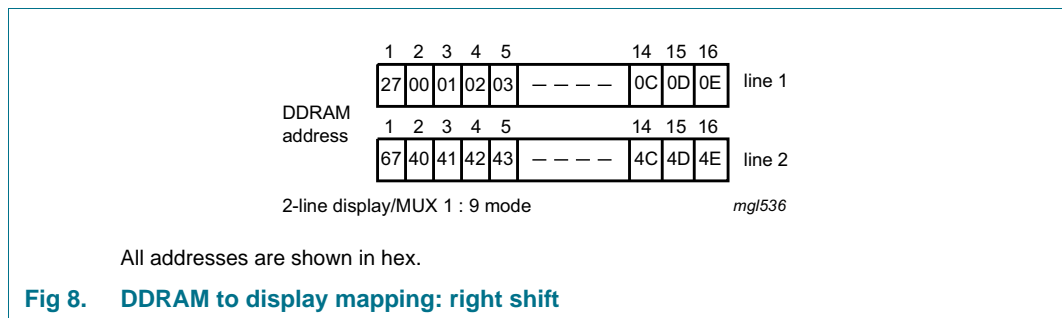 1 2 3 4 5 14 15 16
27 00 01 02 03 – – – – 0C 0D 0E line 1
DDRAM
address
1 2 3 4 5 14 15 16
67 40 41 42 43 – – – – 4C 4D 4E line 2
2-line display/MUX 1 : 9 mode mgl536
All addresses are shown in hex.
Fig 8. DDRAM to display mapping: right shift